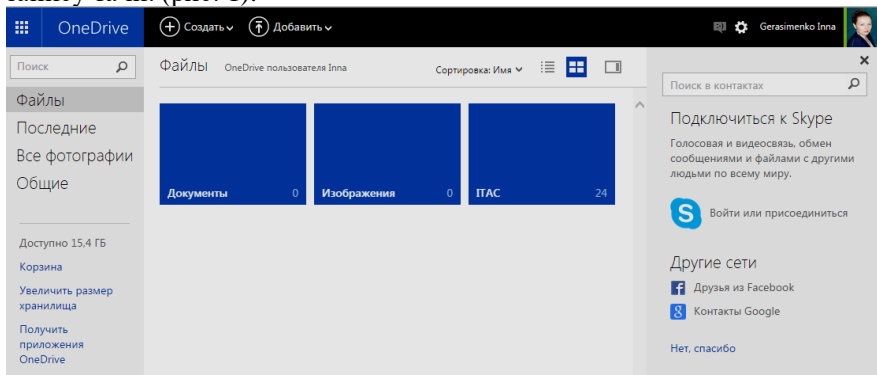 OneDrive
Создать
Добавить
Gerasimenko Inna
Поиск
Файлы
Последние
Все фотографии
Общие
Доступно 15,4 ГБ
Корзина
Увеличить размер
хранилища
Получить
приложения
OneDrive
Файлы OneDrive пользователя Inna
Сортировка: Имя
Документы 0
Изображения 0
ITAC 24
Поиск в контактах
Подключиться к Skype
Голосовая и видеосвязь, обмен
сообщениями и файлами с другими
людьми по всему миру.
Войти или присоединиться
Другие сети
Друзья из Facebook
Контакты Google
Нет, спасибо